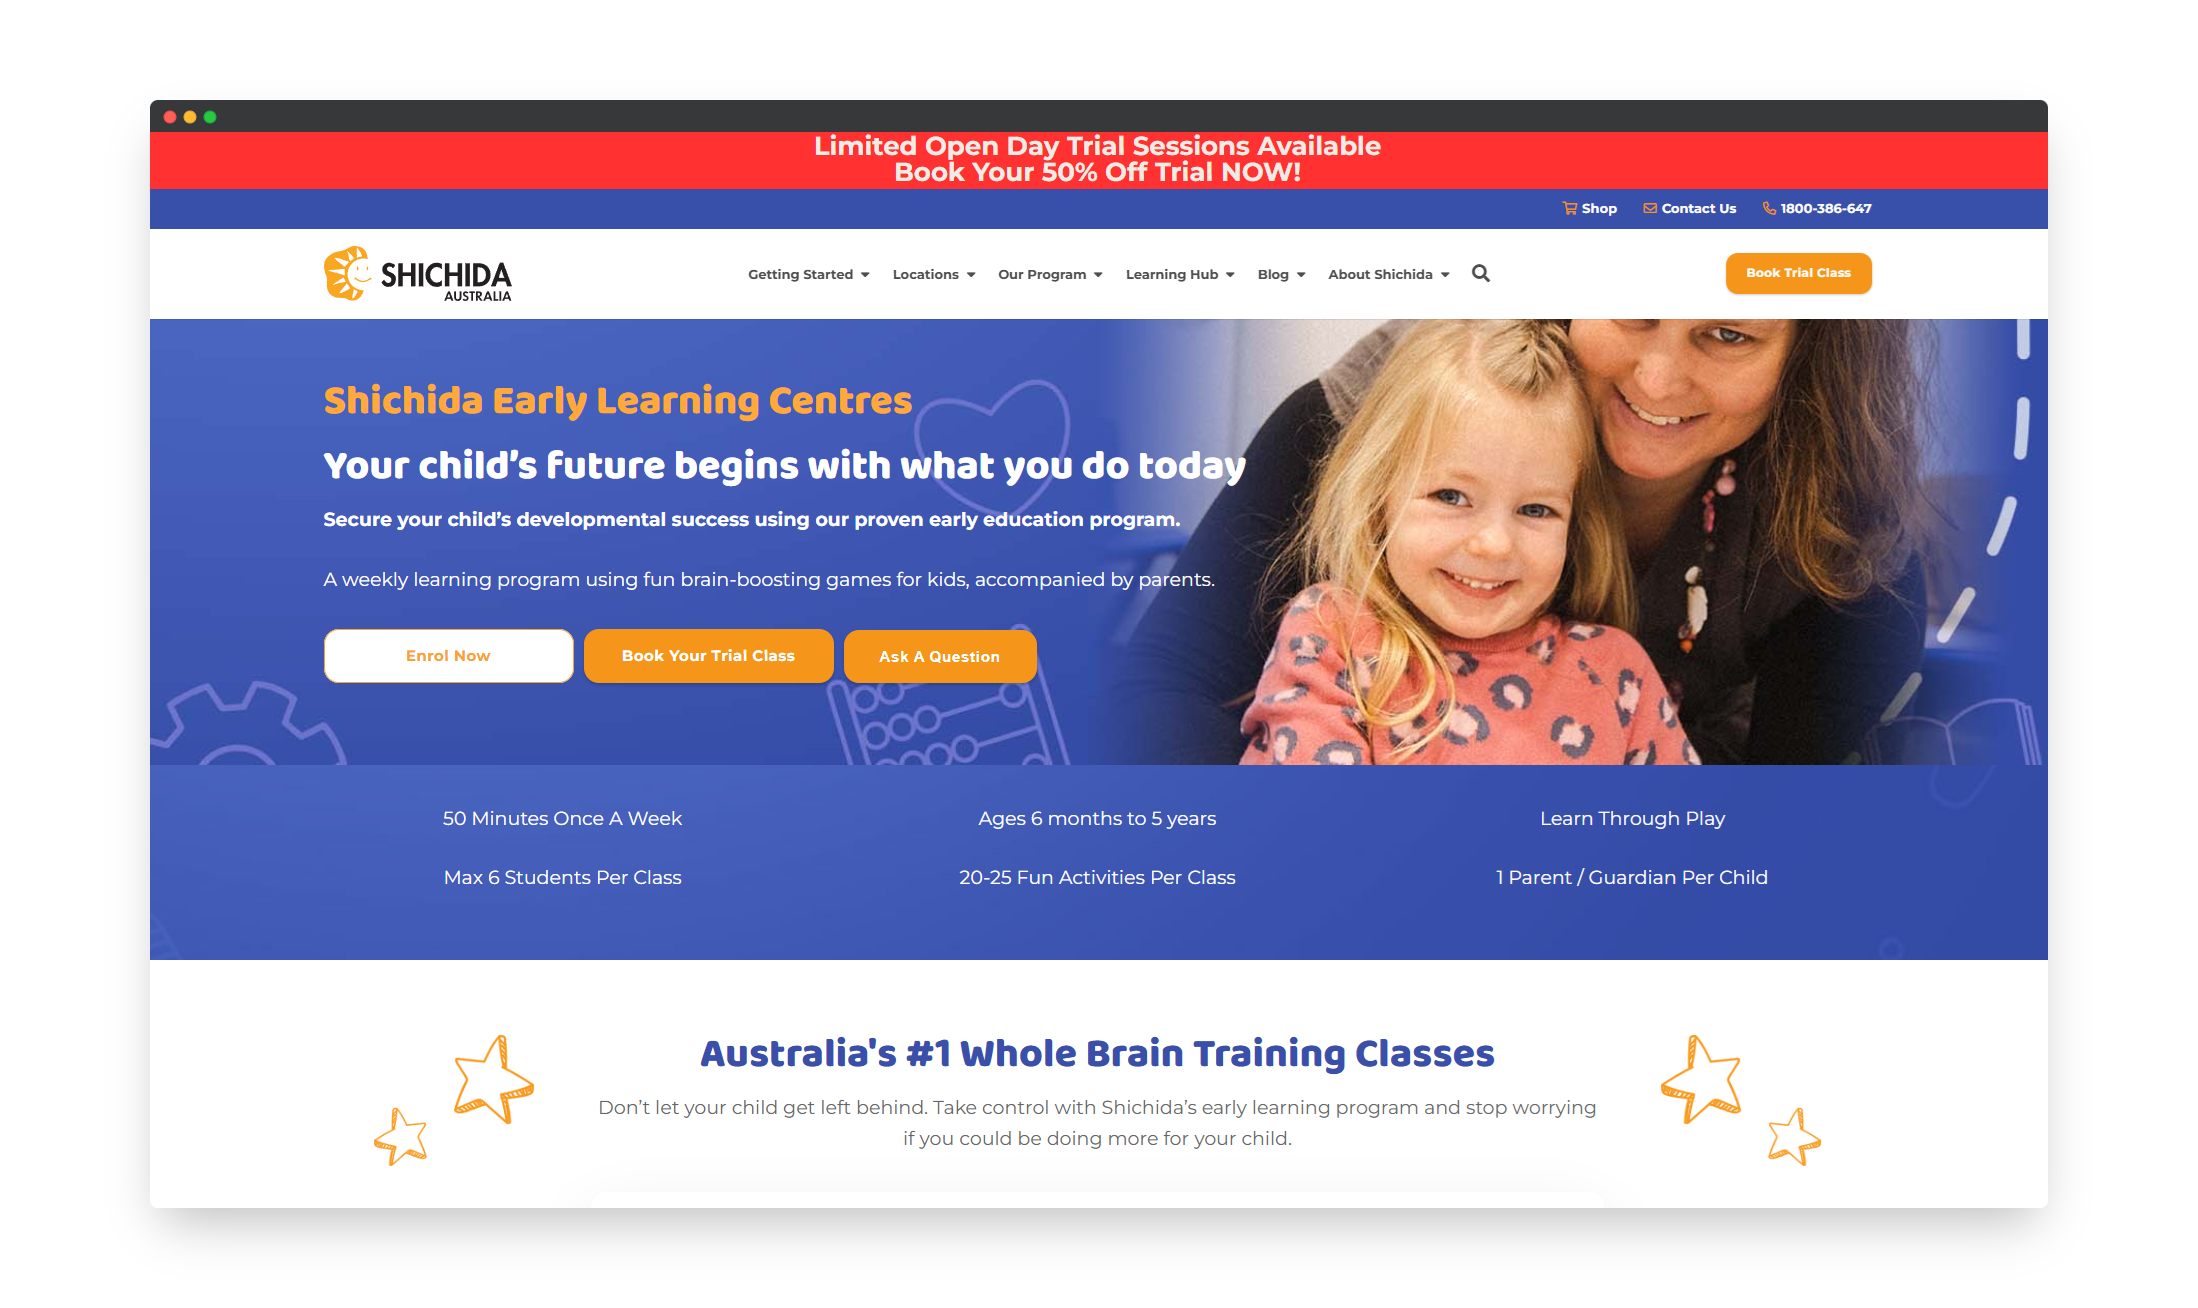 Limited Open Day Trial Sessions Available
Book Your 50% Off Trial NOW!
Shop Contact Us 1800-386-647
SHICHIDA
AUSTRALIA
Getting Started Locations Our Program Learning Hub Blog About Shichida
Book Trial Class
Shichida Early Learning Centres
Your child’s future begins with what you do today
Secure your child’s developmental success using our proven early education program.
A weekly learning program using fun brain-boosting games for kids, accompanied by parents.
Enrol Now Book Your Trial Class Ask A Question
50 Minutes Once A Week Ages 6 months to 5 years Learn Through Play
Max 6 Students Per Class 20-25 Fun Activities Per Class 1 Parent / Guardian Per Child
Australia's #1 Whole Brain Training Classes
Don’t let your child get left behind. Take control with Shichida’s early learning program and stop worrying
if you could be doing more for your child.